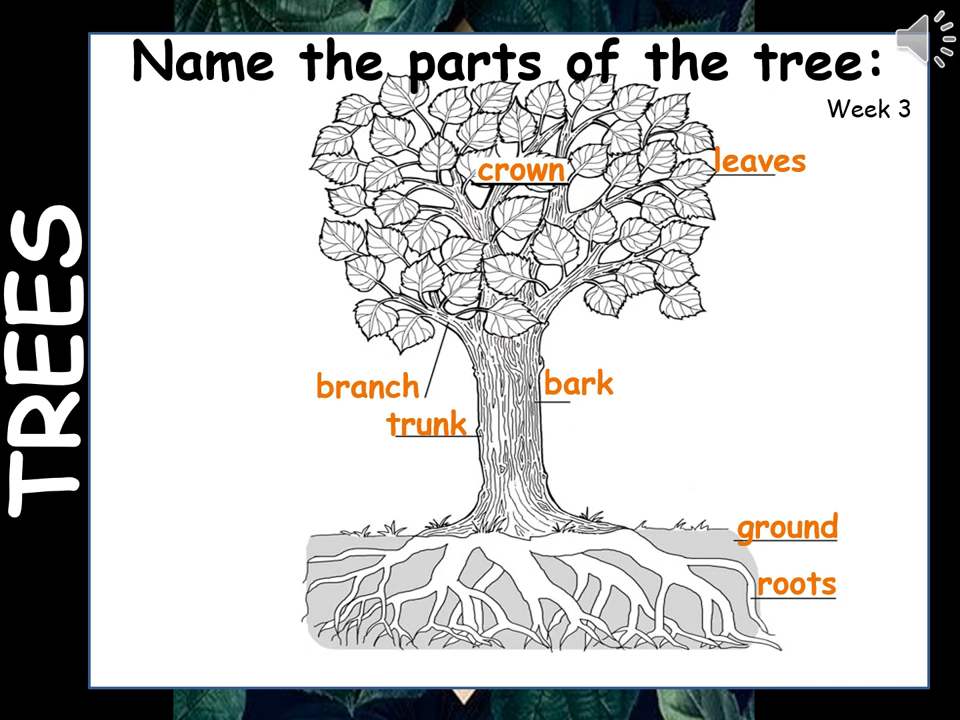 Name the parts of the tree:
Week 3
leaves
crown
branch
bark
trunk
ground
roots
TREES